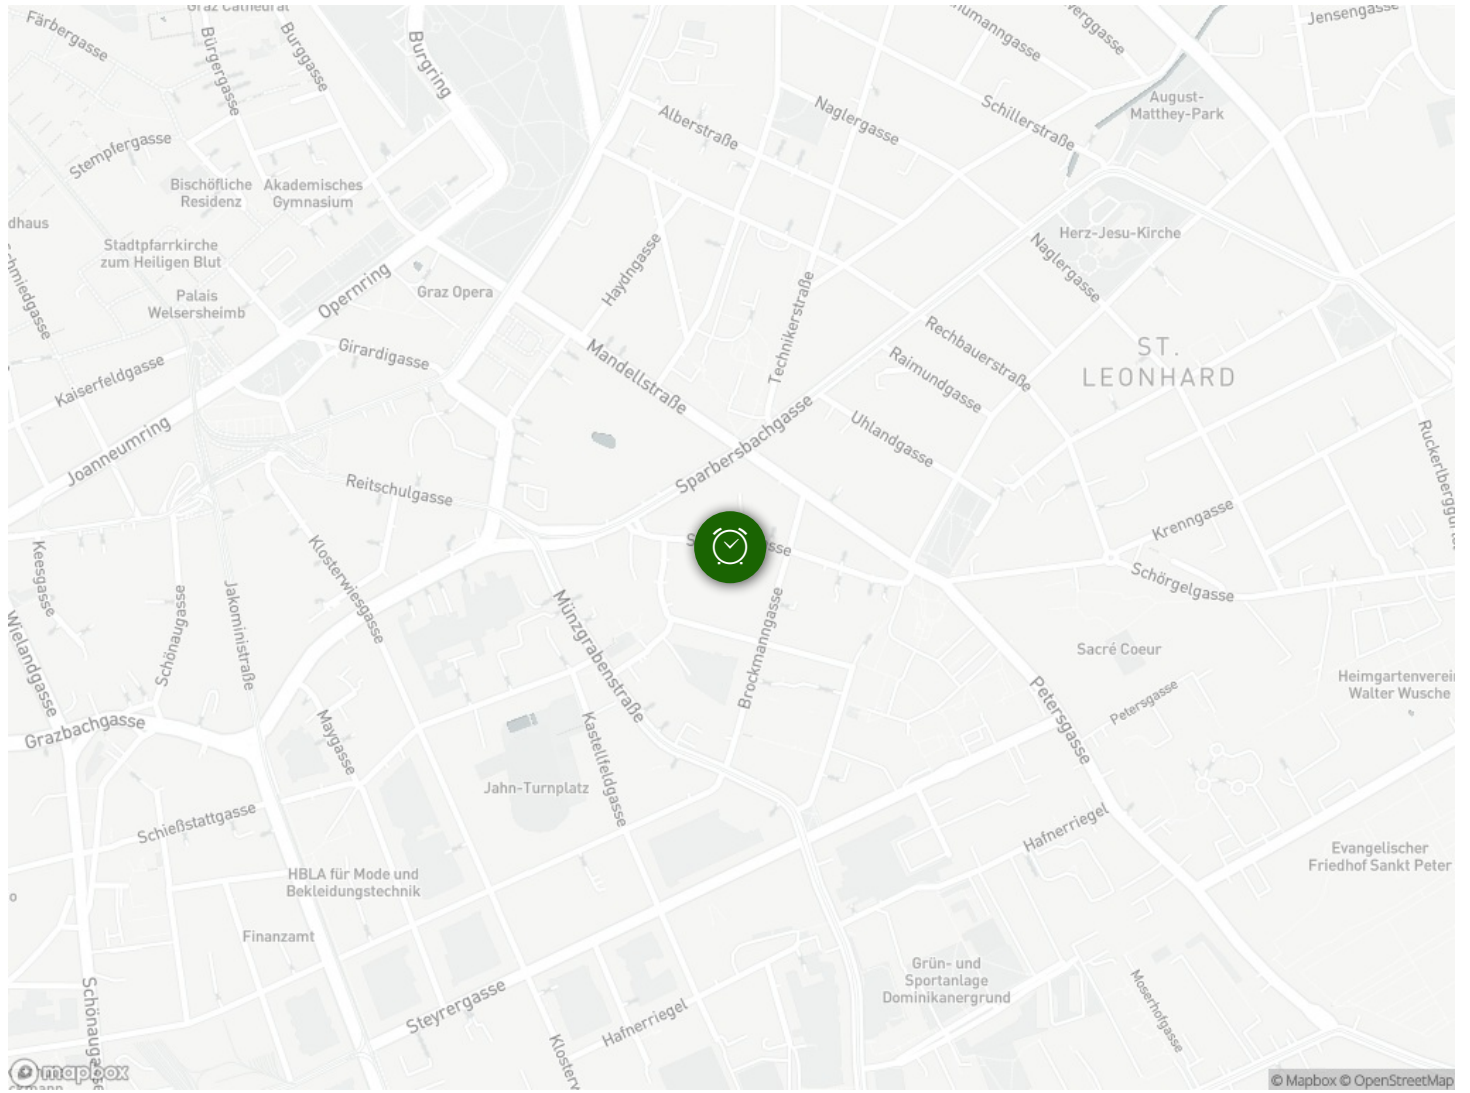 Graz Cathedral
Färbergasse
Bürgergasse
Burggasse
Burgring
Jensengasse
August-
Matthey-Park
Alberstraße
Naglergasse
Schillerstraße
Stempfergasse
Bischöfliche
Residenz
Akademisches
Gymnasium
Herz-Jesu-Kirche
Stadtpfarrkirche
zum Heiligen Blut
Haydngasse
Naglergasse
Graz Opera
Opernring
Palais
Welsersheimb
Technikerstraße
Girardigasse
Mandellstraße
Rechbauerstraße
Raimundgasse
ST.
LEONHARD
Kaiserfeldgasse
Joanneumring
Sparbersbachgasse
Uhlandgasse
Reitschulgasse
Krenngasse
Keesgasse
Klosterwiesgasse
Schörgelgasse
Wielandgasse
Schönaugasse
Jakoministraße
Münzgrabenstraße
Brockmanngasse
Sacré Coeur
Heimgartenverein
Walter Wusche
Petersgasse
Petersgasse
Grazbachgasse
Maygasse
Kastellfeldgasse
Jahn-Turnplatz
Schießstattgasse
Hafnerriegel
Evangelischer
Friedhof Sankt Peter
HBLA für Mode und
Bekleidungstechnik
Finanzamt
Grün- und
Sportanlage
Dominikanergrund
Schönaugasse
Steyrergasse
Hafnerriegel
Moserhofgasse
mapbox
© Mapbox © OpenStreetMap